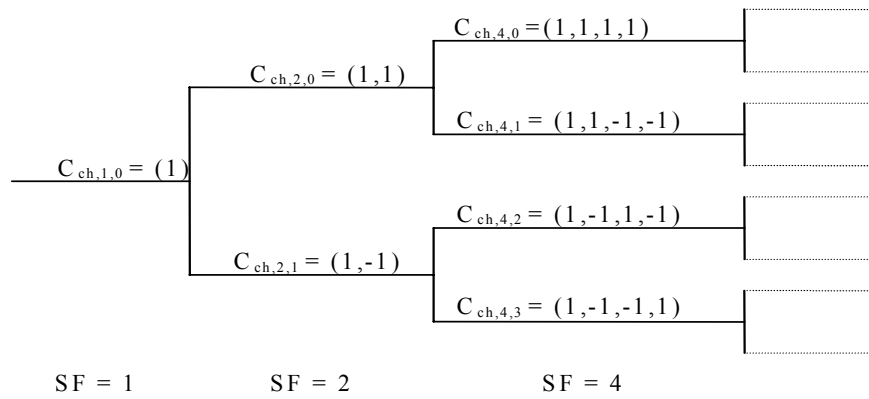 C ch,4,0 = (1,1,1,1)
C ch,2,0 = (1,1)
C ch,4,1 = (1,1,-1,-1)
C ch,1,0 = (1)
C ch,4,2 = (1,-1,1,-1)
C ch,2,1 = (1,-1)
C ch,4,3 = (1,-1,-1,1)
SF = 1 SF = 2 SF = 4